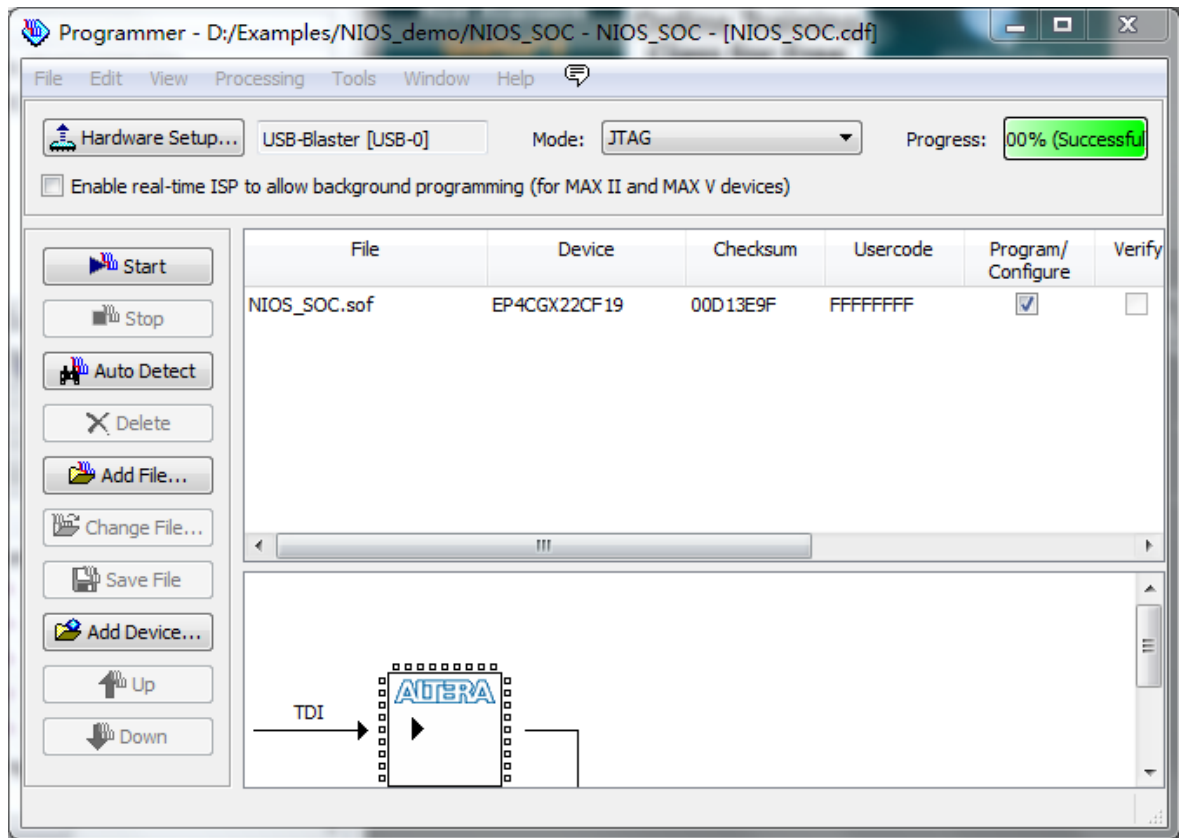 Programmer - D:/Examples/NIOS_demo/NIOS_SOC - NIOS_SOC - [NIOS_SOC.cdf]
File Edit View Processing Tools Window Help
Hardware Setup... USB-Blaster [USB-0] Mode: JTAG Progress: 00% (Successful
Enable real-time ISP to allow background programming (for MAX II and MAX V devices)
Start
Stop
Auto Detect
Delete
Add File...
Change File...
Save File
Add Device...
Up
Down
File Device Checksum Usercode Program/ Verify
Configure
NIOS_SOC.sof EP4CGX22CF19 00D13E9F FFFFFFFF
ALTERA
TDI